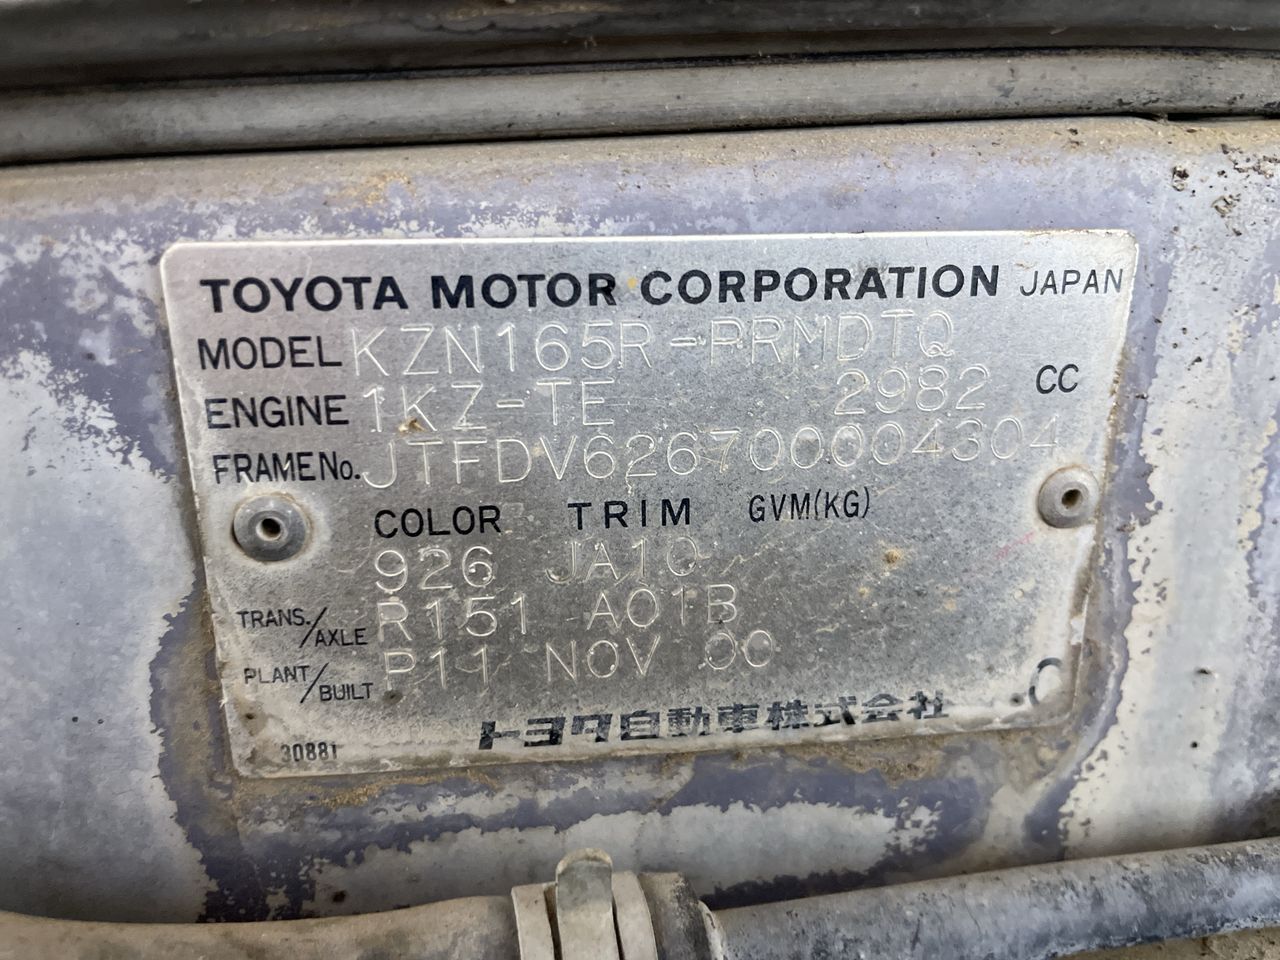 TOYOTA MOTOR CORPORATION JAPAN
MODEL KZN165R-PRMDTQ
ENGINE 1KZ-TE 2982 CC
FRAME No. JTFDV626700004304
COLOR TRIM GVM(KG)
926 JA10
TRANS./AXLE R151 A01B
PLANT/BUILT P11 NOV 00
トヨタ自動車株式会社
30881